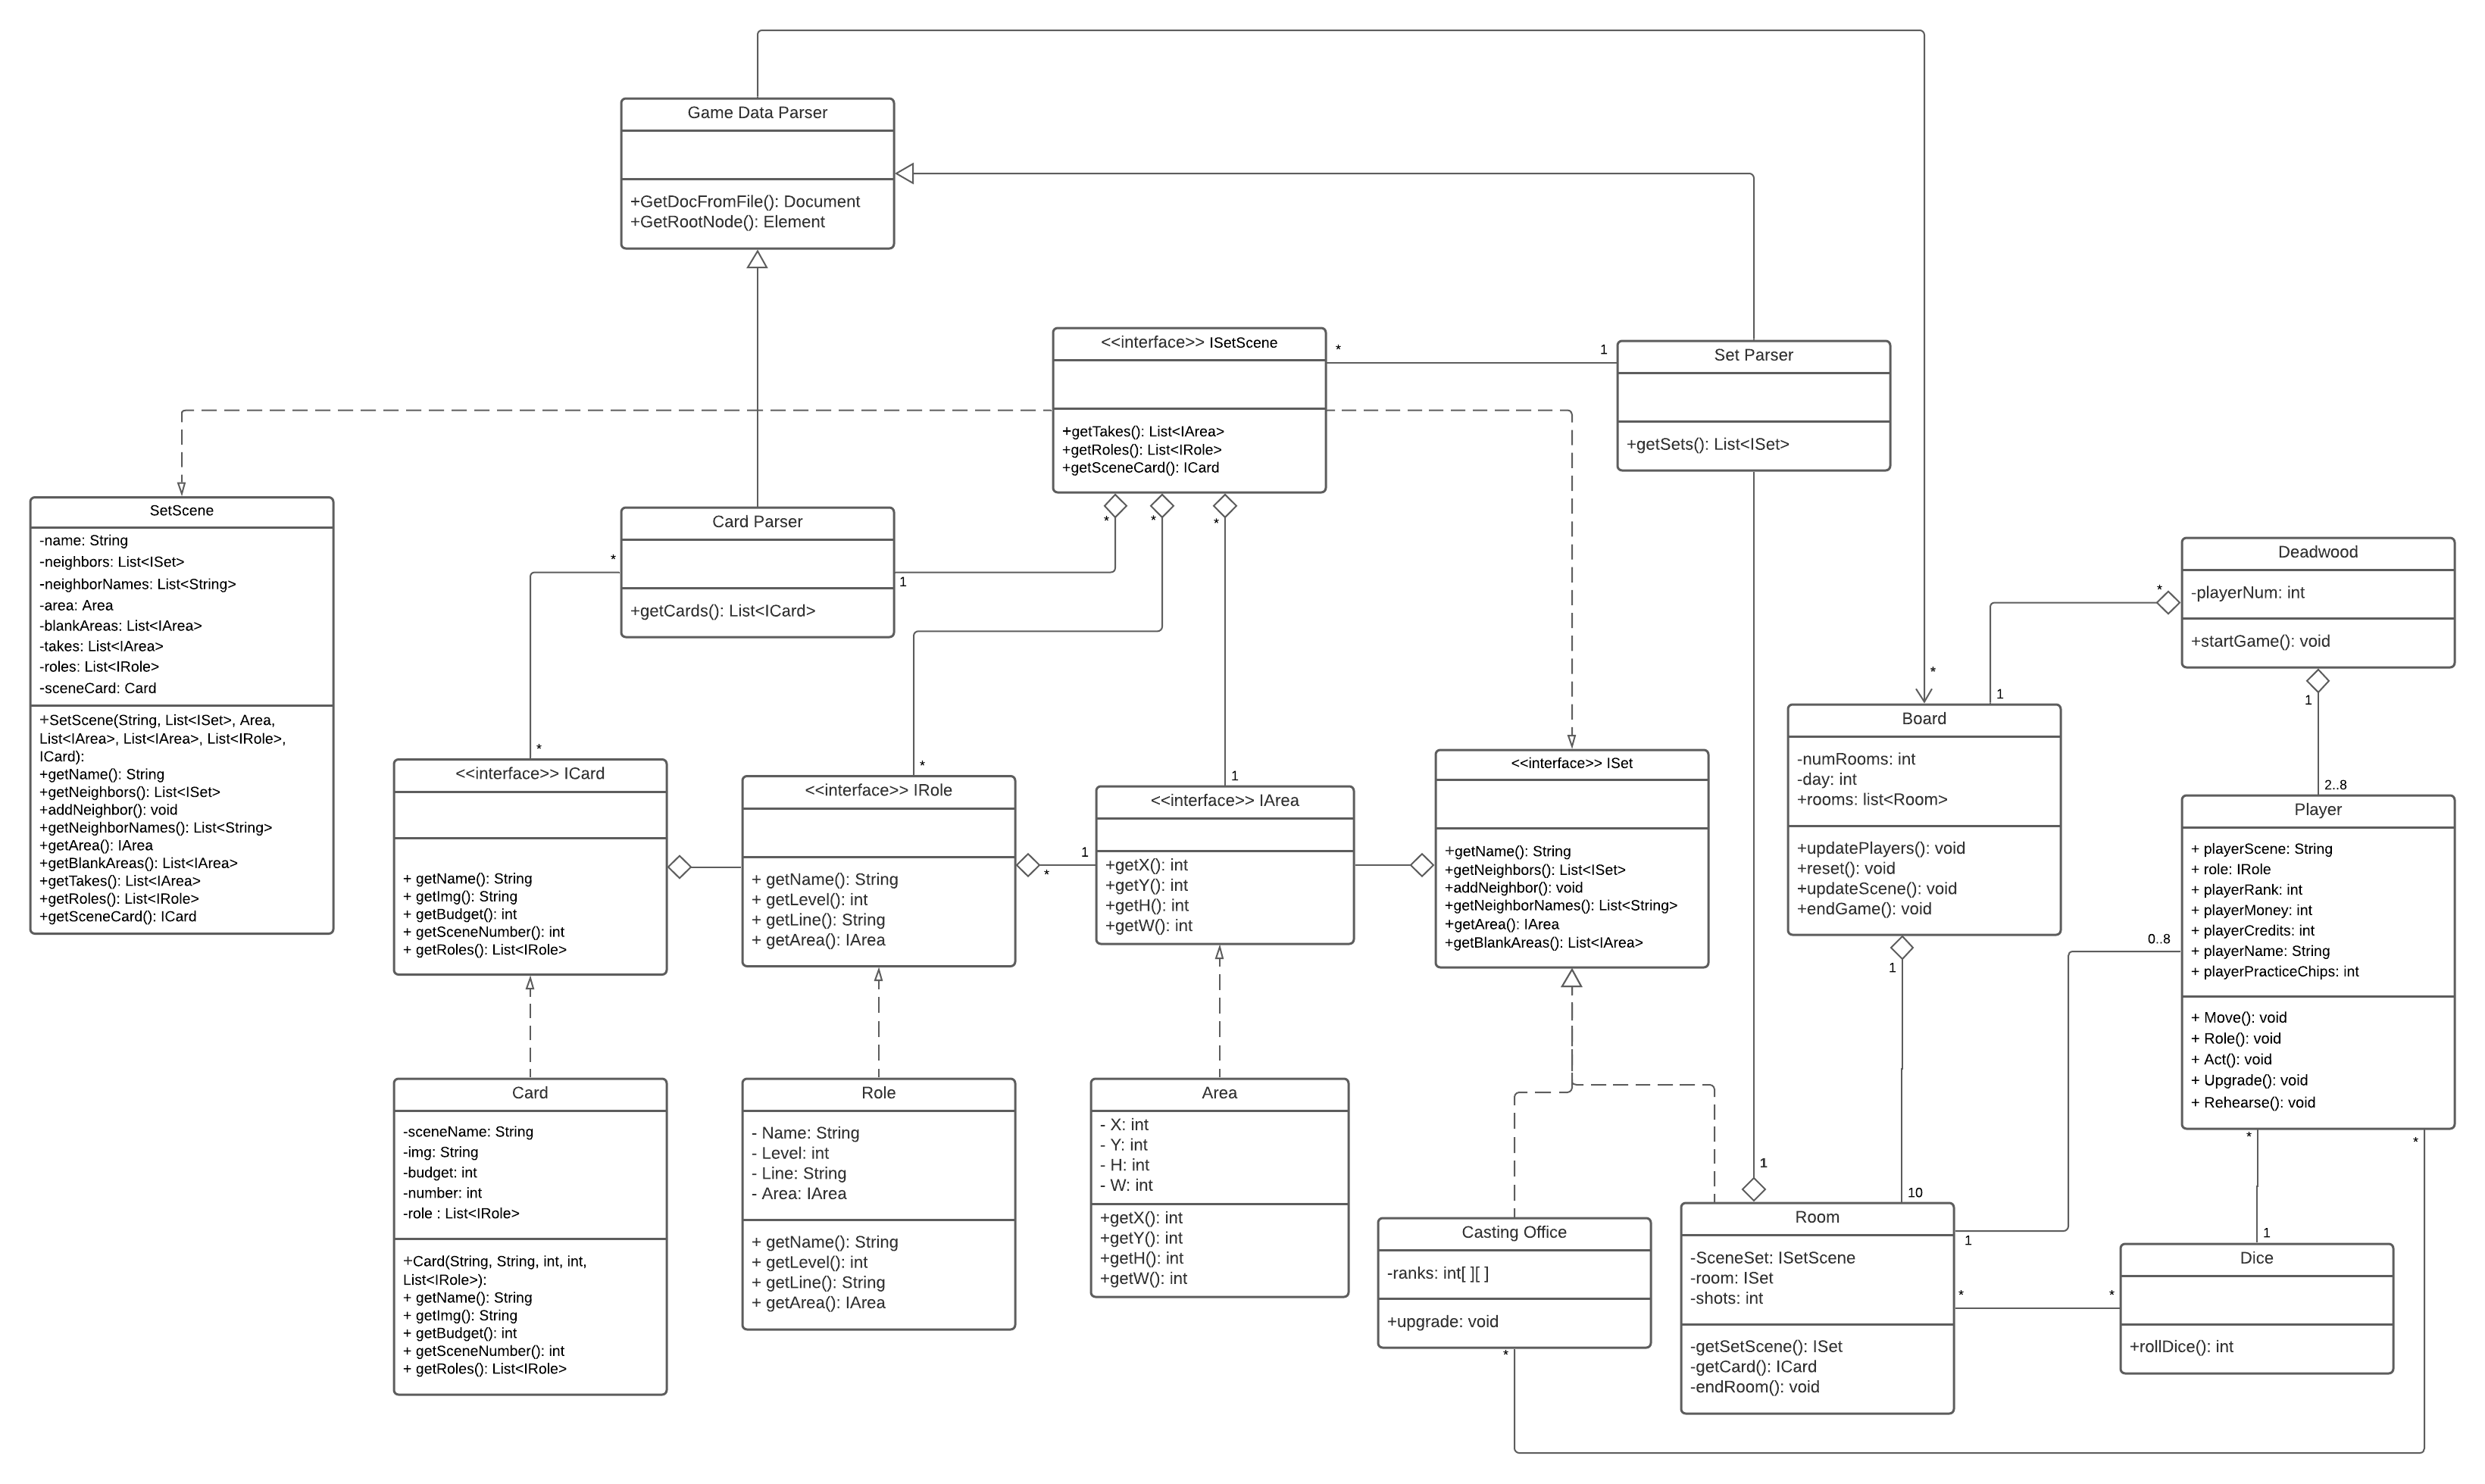 Game Data Parser
+GetDocFromFile(): Document
+GetRootNode(): Element
<<interface>> ISetScene
+getTakes(): List<IArea>
+getRoles(): List<IRole>
+getSceneCard(): ICard
*
1
Set Parser
+getSets(): List<ISet>
SetScene
-name: String
-neighbors: List<ISet>
-neighborNames: List<String>
-area: Area
-blankAreas: List<IArea>
-takes: List<IArea>
-roles: List<IRole>
-sceneCard: Card
+SetScene(String, List<ISet>, Area,
List<IArea>, List<IArea>, List<IRole>,
ICard):
+getName(): String
+getNeighbors(): List<ISet>
+addNeighbor(): void
+getNeighborNames(): List<String>
+getArea(): IArea
+getBlankAreas(): List<IArea>
+getTakes(): List<IArea>
+getRoles(): List<IRole>
+getSceneCard(): ICard
*
Card Parser
+getCards(): List<ICard>
1
*
*
*
Deadwood
-playerNum: int
+startGame(): void
*
1
*
1
*
*
1
2..8
<<interface>> ICard
+ getName(): String
+ getImg(): String
+ getBudget(): int
+ getSceneNumber(): int
+ getRoles(): List<IRole>
<<interface>> IRole
+ getName(): String
+ getLevel(): int
+ getLine(): String
+ getArea(): IArea
1
*
<<interface>> IArea
+getX(): int
+getY(): int
+getH(): int
+getW(): int
<<interface>> ISet
+getName(): String
+getNeighbors(): List<ISet>
+addNeighbor(): void
+getNeighborNames(): List<String>
+getArea(): IArea
+getBlankAreas(): List<IArea>
Board
-numRooms: int
-day: int
+rooms: list<Room>
+updatePlayers(): void
+reset(): void
+updateScene(): void
+endGame(): void
1
0..8
Player
+ playerScene: String
+ role: IRole
+ playerRank: int
+ playerMoney: int
+ playerCredits: int
+ playerName: String
+ playerPracticeChips: int
+ Move(): void
+ Role(): void
+ Act(): void
+ Upgrade(): void
+ Rehearse(): void
*
*
Card
-sceneName: String
-img: String
-budget: int
-number: int
-role : List<IRole>
+Card(String, String, int, int,
List<IRole>):
+ getName(): String
+ getImg(): String
+ getBudget(): int
+ getSceneNumber(): int
+ getRoles(): List<IRole>
Role
- Name: String
- Level: int
- Line: String
- Area: IArea
+ getName(): String
+ getLevel(): int
+ getLine(): String
+ getArea(): IArea
Area
- X: int
- Y: int
- H: int
- W: int
+getX(): int
+getY(): int
+getH(): int
+getW(): int
Casting Office
-ranks: int[ ][ ]
+upgrade: void
*
1
10
Room
-SceneSet: ISetScene
-room: ISet
-shots: int
-getSetScene(): ISet
-getCard(): ICard
-endRoom(): void
1
*
*
1
Dice
+rollDice(): int